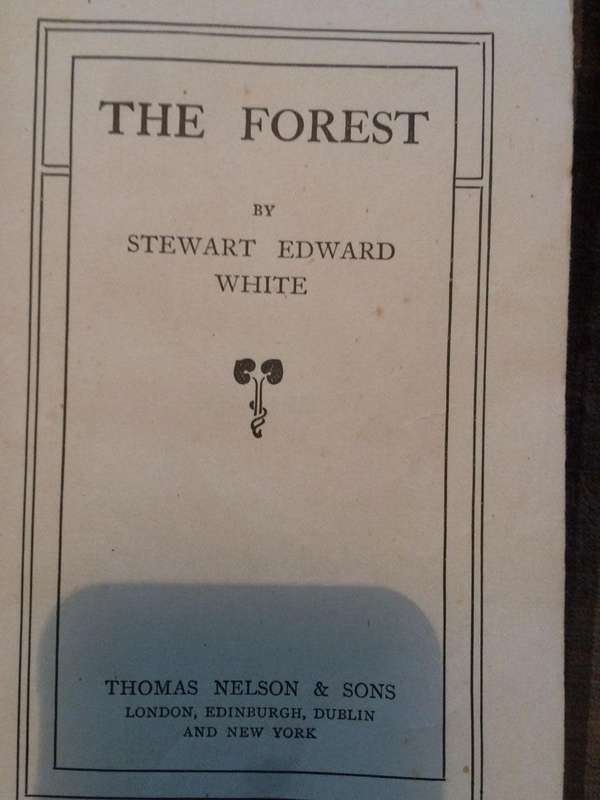 THE FOREST
BY
STEWART EDWARD
WHITE
THOMAS NELSON & SONS
LONDON, EDINBURGH, DUBLIN
AND NEW YORK